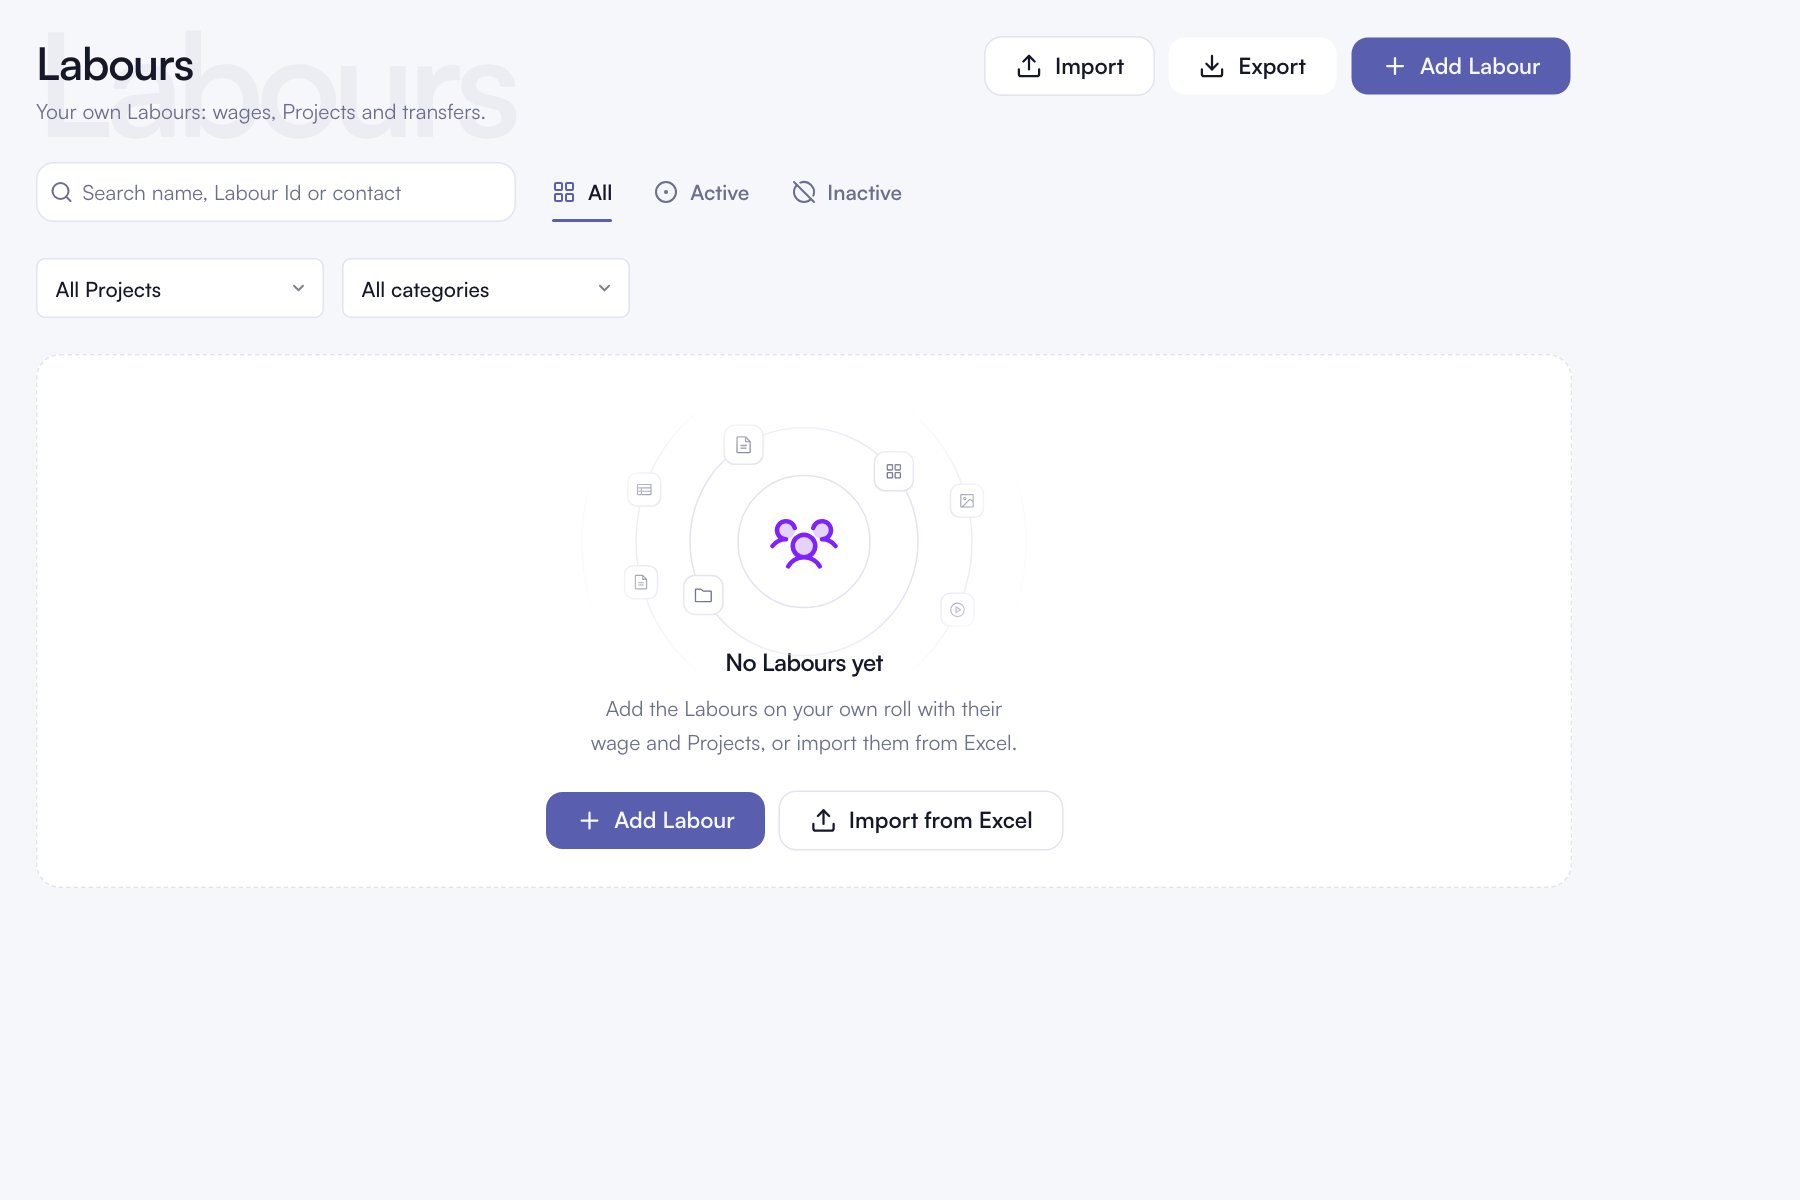 Labours
Labours
Your own Labours: wages, Projects and transfers.
Import
Export
Add Labour
Search name, Labour Id or contact
All
Active
Inactive
All Projects
All categories
No Labours yet
Add the Labours on your own roll with their
wage and Projects, or import them from Excel.
Add Labour
Import from Excel